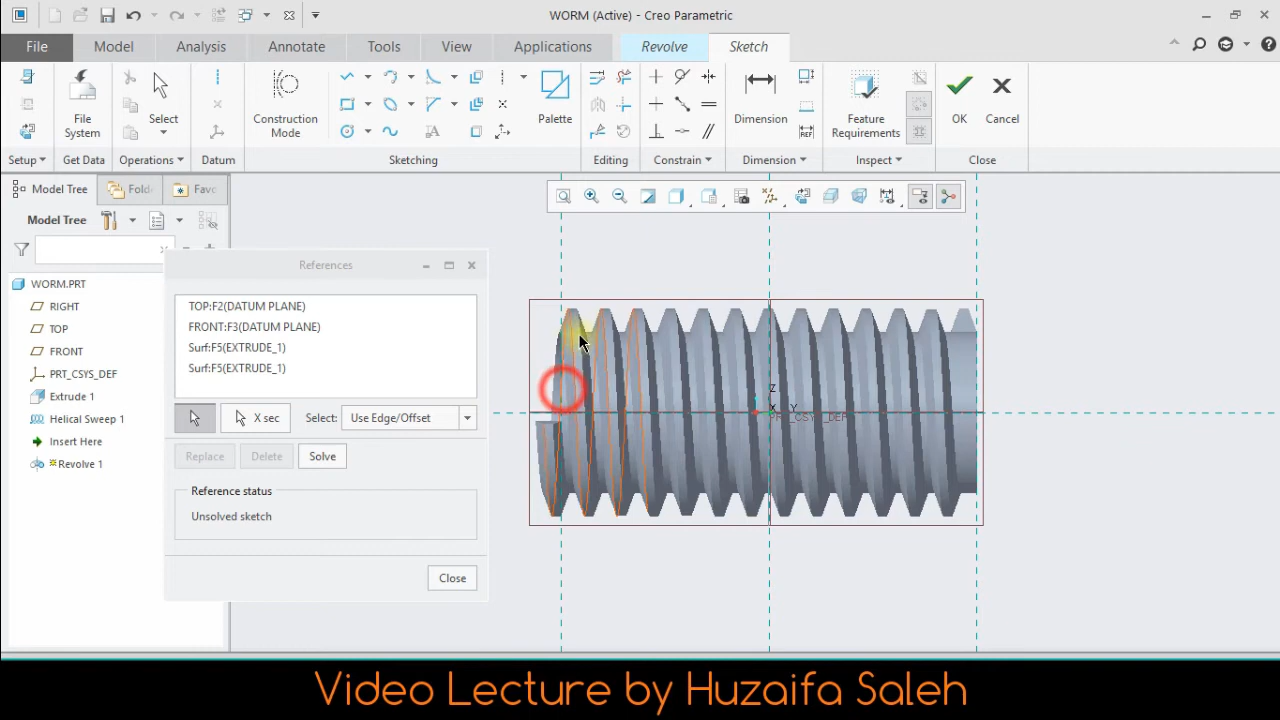 WORM (Active) - Creo Parametric
File Model Analysis Annotate Tools View Applications Revolve Sketch
File System
Select
Construction Mode
Palette
Dimension
REF
Feature Requirements
OK
Cancel
Setup Get Data Operations Datum Sketching Editing Constrain Dimension Inspect Close
Model Tree Fold Favc
Model Tree
References
WORM.PRT
RIGHT
TOP
FRONT
PRT_CSYS_DEF
Extrude 1
Helical Sweep 1
Insert Here
Revolve 1
TOP:F2(DATUM PLANE)
FRONT:F3(DATUM PLANE)
Surf:F5(EXTRUDE_1)
Surf:F5(EXTRUDE_1)
X sec
Select: Use Edge/Offset
Replace Delete Solve
Reference status
Unsolved sketch
Close
Z
X Y
PRT_CSYS_DEF
Video Lecture by Huzaifa Saleh